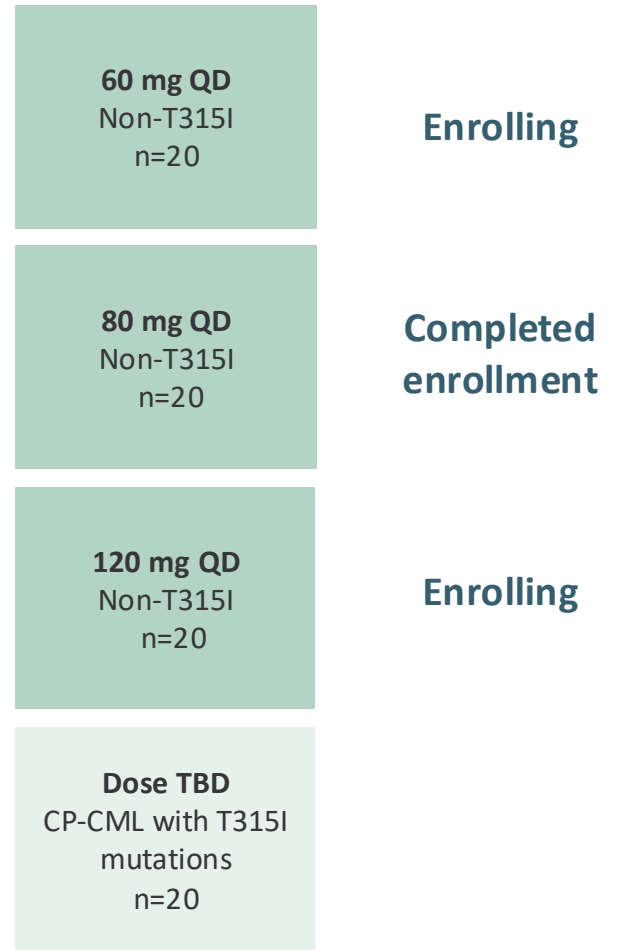 60 mg QD
Non-T315I
n=20
Enrolling
80 mg QD
Non-T315I
n=20
Completed
enrollment
120 mg QD
Non-T315I
n=20
Enrolling
Dose TBD
CP-CML with T315I
mutations
n=20